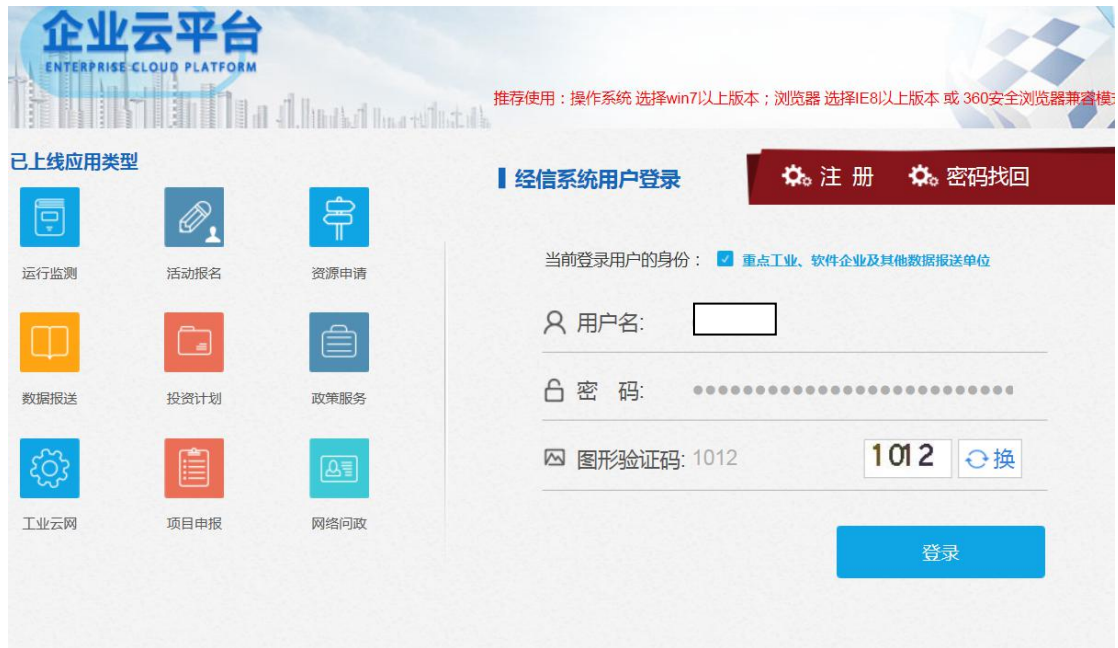 企业云平台
ENTERPRISE CLOUD PLATFORM
推荐使用：操作系统 选择win7以上版本；浏览器 选择IE8以上版本 或 360安全浏览器兼容模
已上线应用类型
经信系统用户登录
注 册 密码找回
运行监测 活动报名 资源申请
当前登录用户的身份： 重点工业、软件企业及其他数据报送单位
用户名:
数据报送 投资计划 政策服务
密 码:
图形验证码: 1012 1012 换
工业云网 项目申报 网络问政
登录